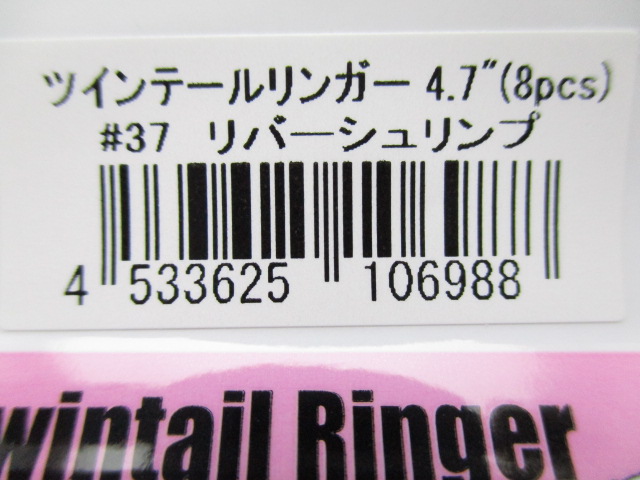 ツインテールリンガー 4.7"(8pcs)
#37 リバーシュリンプ
4 533625 106988
wintail Ringer